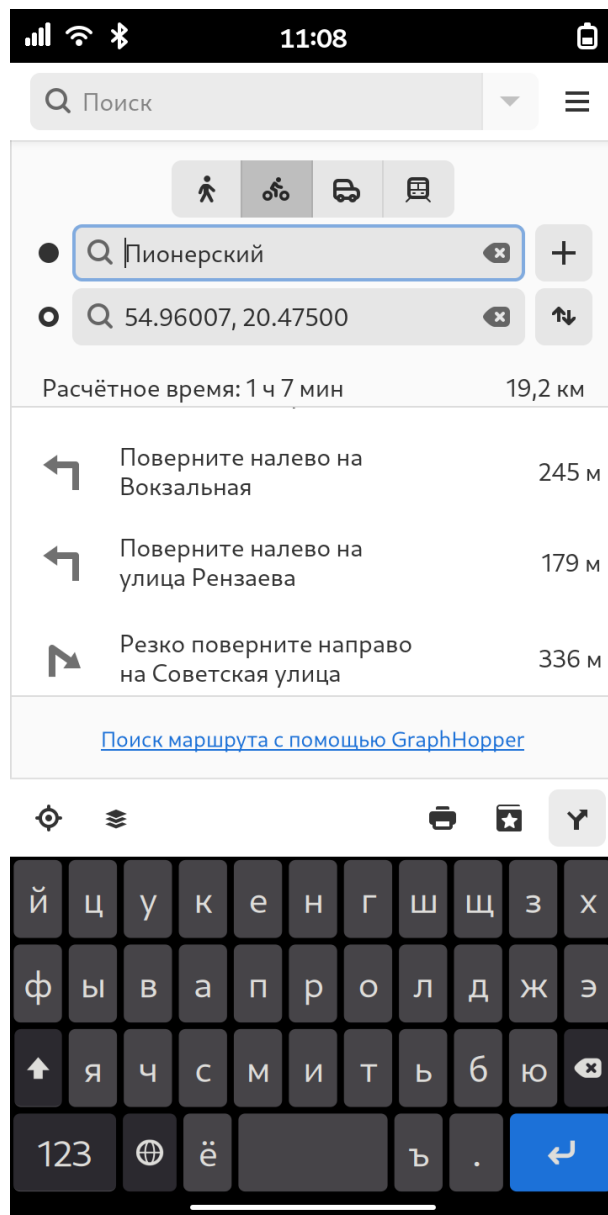 11:08
Поиск
Пионерский
54.96007, 20.47500
Расчётное время: 1 ч 7 мин 19,2 км
Поверните налево на
Вокзальная
245 м
Поверните налево на
улица Рензаева
179 м
Резко поверните направо
на Советская улица
336 м
Поиск маршрута с помощью GraphHopper
й ц у к е н г ш щ з х
ф ы в а п р о л д ж э
я ч с м и т ь б ю
123 ё ъ .